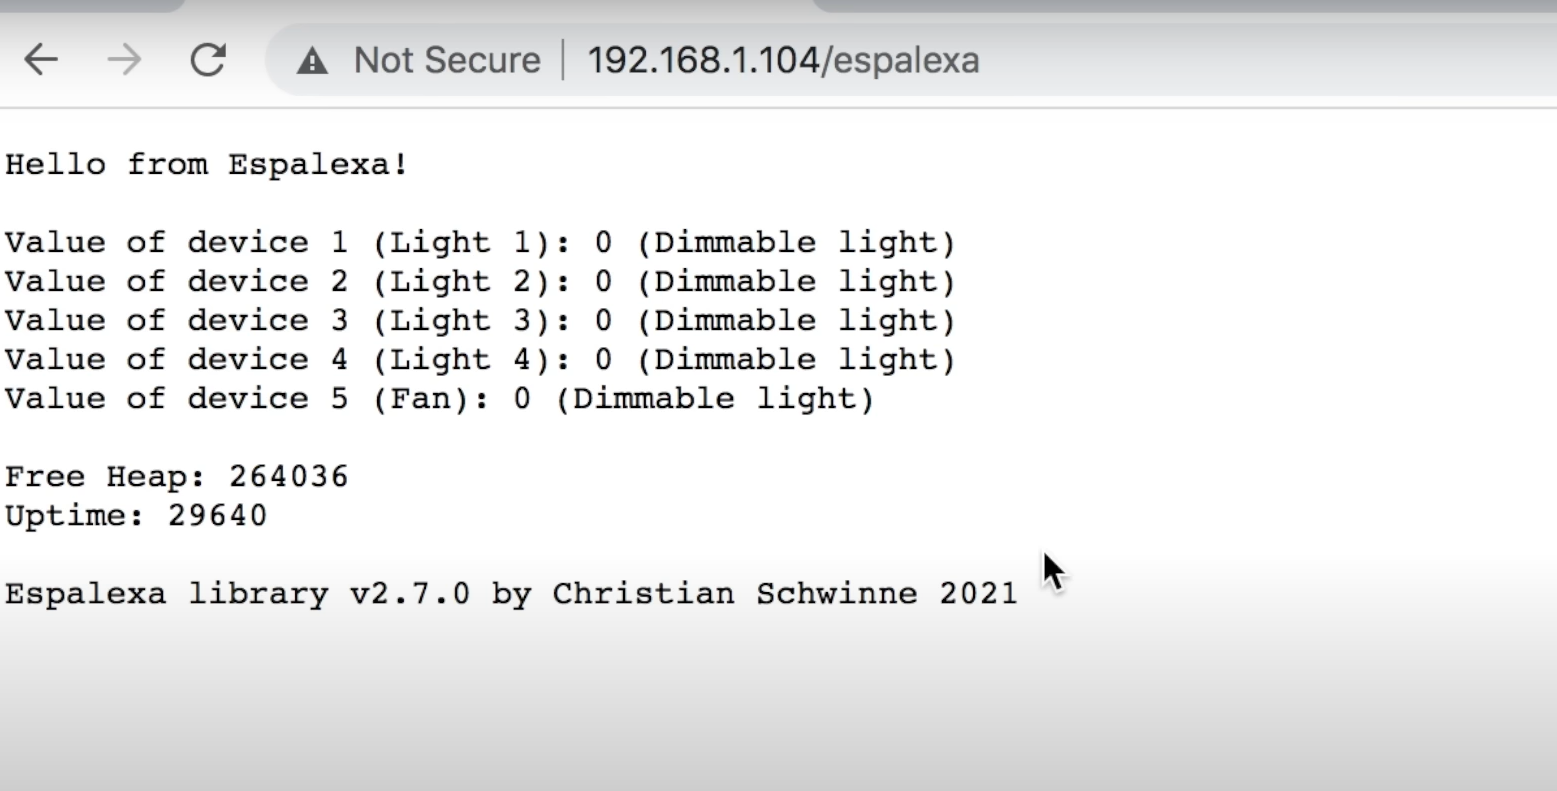 Not Secure | 192.168.1.104/espalexa
Hello from Espalexa!
Value of device 1 (Light 1): 0 (Dimmable light)
Value of device 2 (Light 2): 0 (Dimmable light)
Value of device 3 (Light 3): 0 (Dimmable light)
Value of device 4 (Light 4): 0 (Dimmable light)
Value of device 5 (Fan): 0 (Dimmable light)
Free Heap: 264036
Uptime: 29640
Espalexa library v2.7.0 by Christian Schwinne 2021